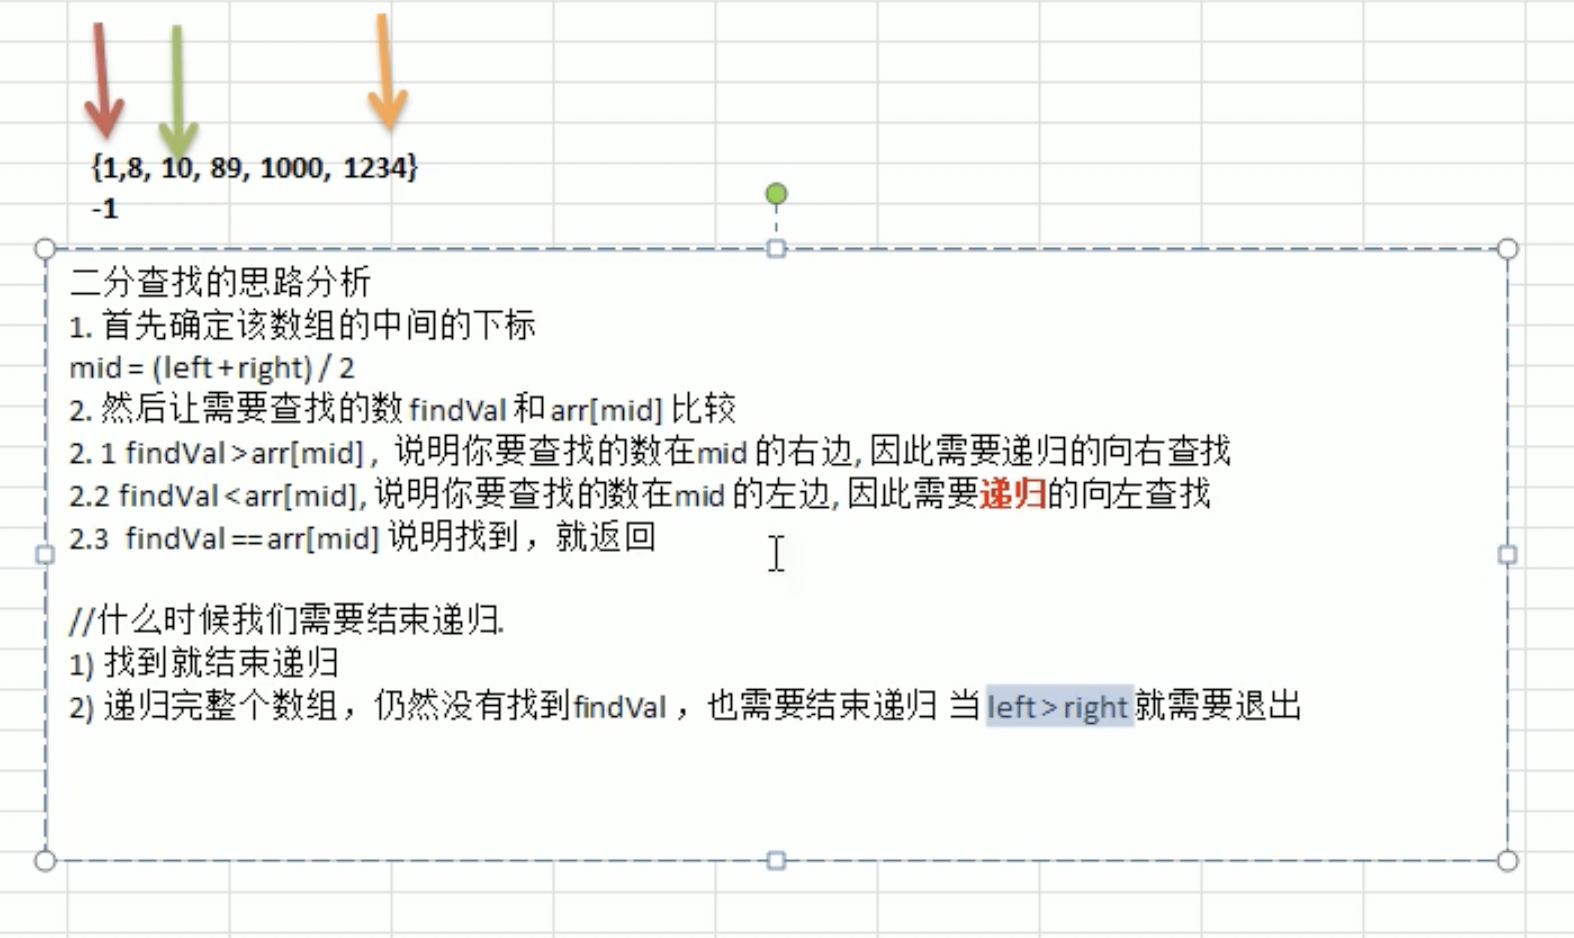 {1,8, 10, 89, 1000, 1234}
-1
二分查找的思路分析
1. 首先确定该数组的中间的下标
mid = (left + right) / 2
2. 然后让需要查找的数 findVal 和 arr[mid] 比较
2. 1 findVal > arr[mid] ,  说明你要查找的数在mid 的右边, 因此需要递归的向右查找
2.2 findVal < arr[mid], 说明你要查找的数在mid 的左边, 因此需要递归的向左查找
2.3  findVal == arr[mid] 说明找到，就返回
//什么时候我们需要结束递归.
1) 找到就结束递归
2) 递归完整个数组，仍然没有找到findVal ，也需要结束递归 当 left > right 就需要退出